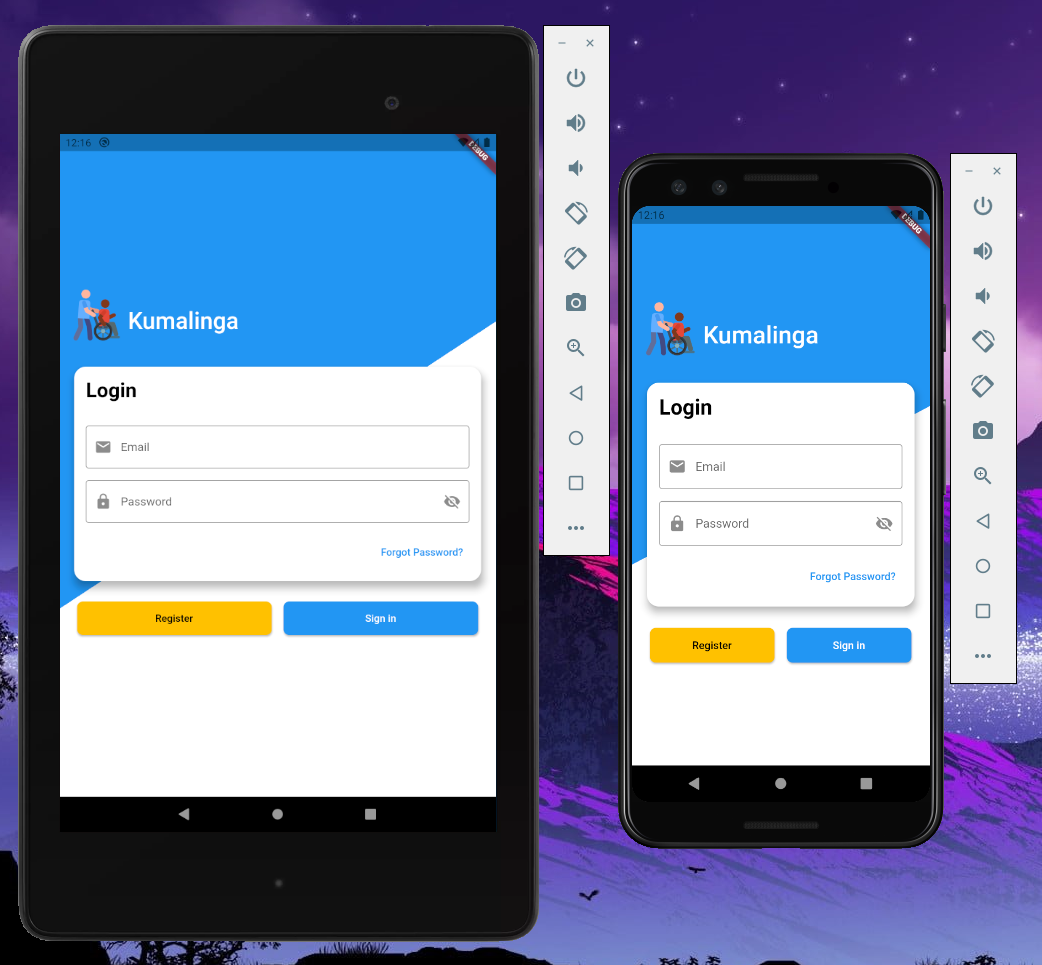 12:16
DEBUG
Kumalinga
Login
Email
Password
Forgot Password?
Register
Sign in
12:16
DEBUG
Kumalinga
Login
Email
Password
Forgot Password?
Register
Sign in